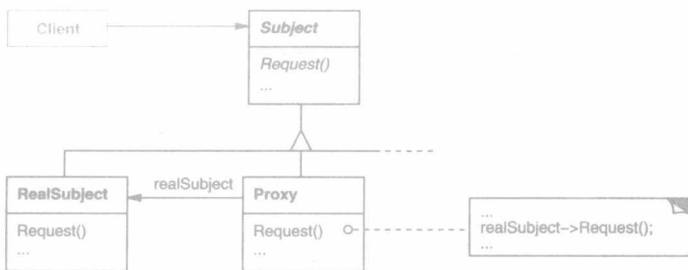 Client
Subject
Request()
...
RealSubject
realSubject
Proxy
Request()
...
Request()
...
...
realSubject–>Request();
...